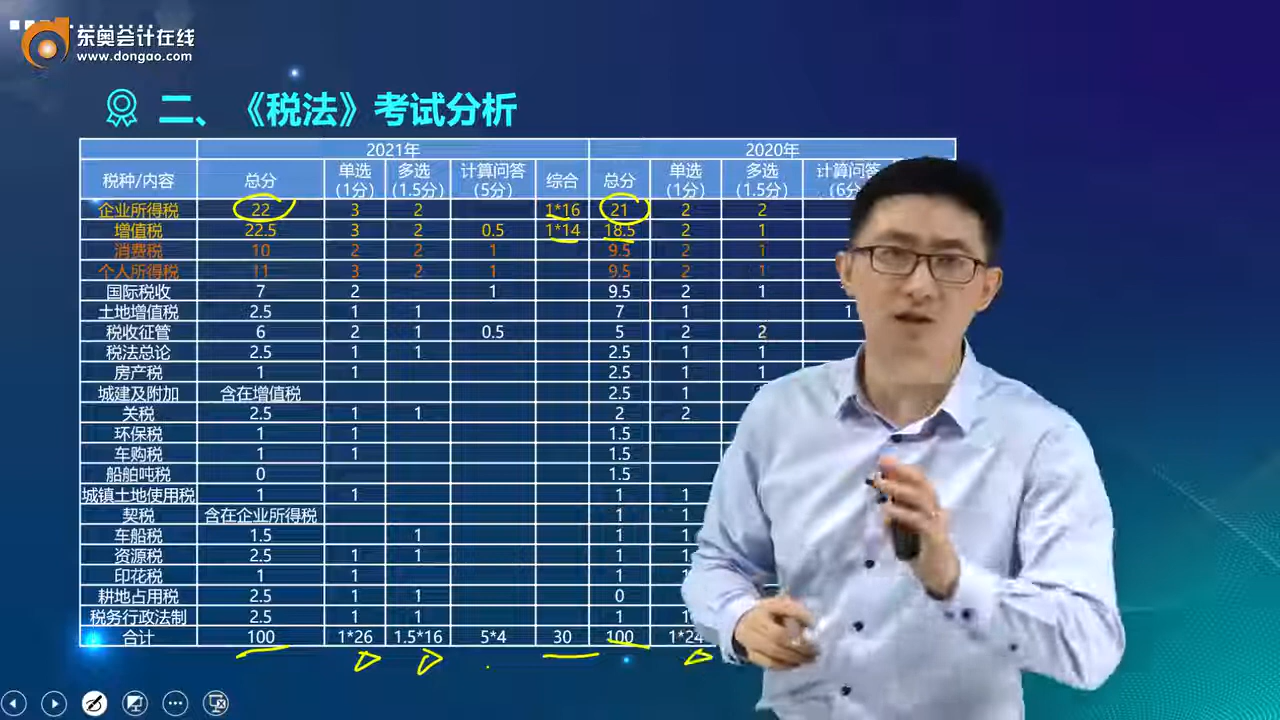 东奥会计在线
www.dongao.com
二、《税法》考试分析
2021年 2020年
税种/内容 总分 单选(1分) 多选(1.5分) 计算问答(5分) 综合 总分 单选(1分) 多选(1.5分) 计算问答
企业所得税 22 3 2 1*16 21 2 2
增值税 22.5 3 2 0.5 1*14 18.5 2 1
消费税 10 2 2 1 9.5 2 1
个人所得税 11 3 2 1 9.5 2 1
国际税收 7 2 1 9.5 2 1
土地增值税 2.5 1 1 7 1 1
税收征管 6 2 1 0.5 5 2 2
税法总论 2.5 1 1 2.5 1 1
房产税 1 1 2.5 1 1
城建及附加 含在增值税 2.5 1
关税 2.5 1 1 2 2
环保税 1 1 1.5
车购税 1 1 1.5
船舶吨税 0 1.5
城镇土地使用税 1 1 1 1
契税 含在企业所得税 1 1
车船税 1.5 1 1 1
资源税 2.5 1 1 1
印花税 1 1 1
耕地占用税 2.5 1 1 0
税务行政法制 2.5 1 1 1
合计 100 1*26 1.5*16 5*4 30 100 1*24